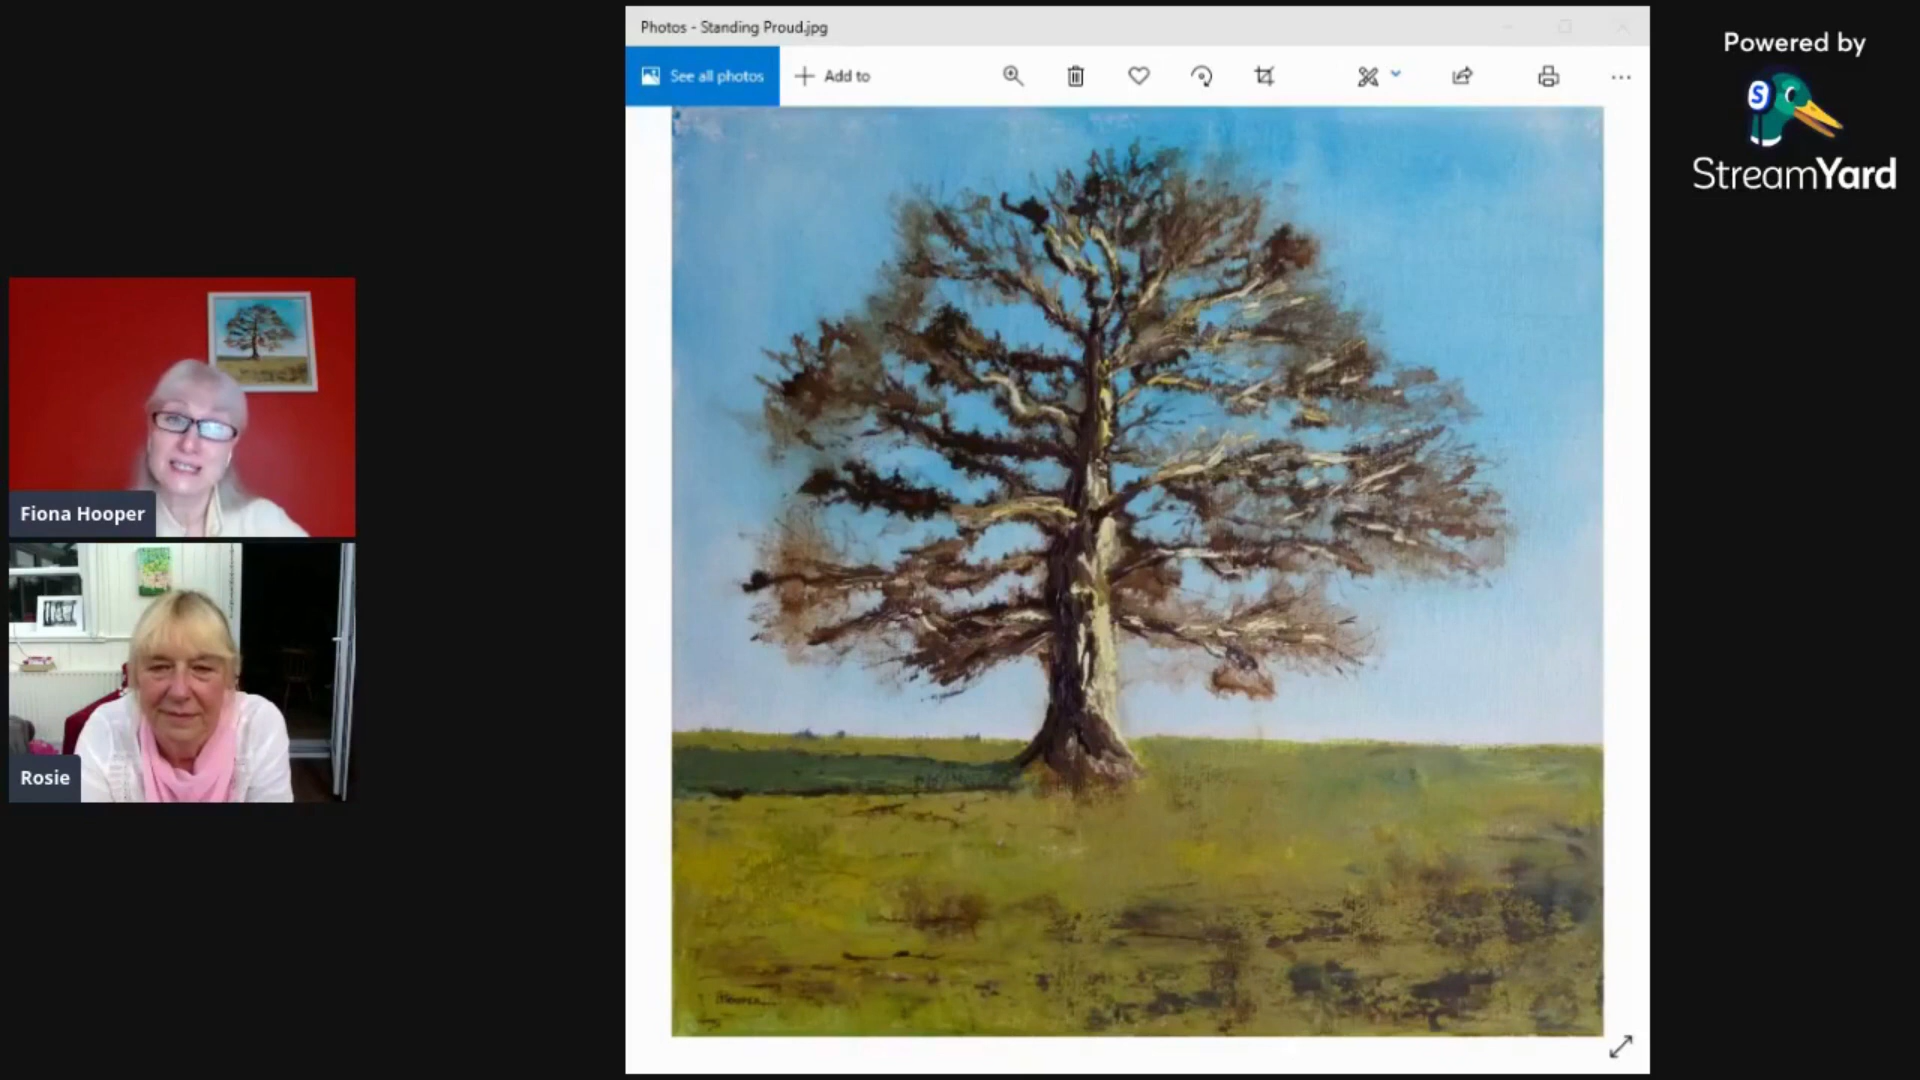 Photos - Standing Proud.jpg
See all photos
Add to
Powered by
S
StreamYard
Fiona Hooper
Rosie